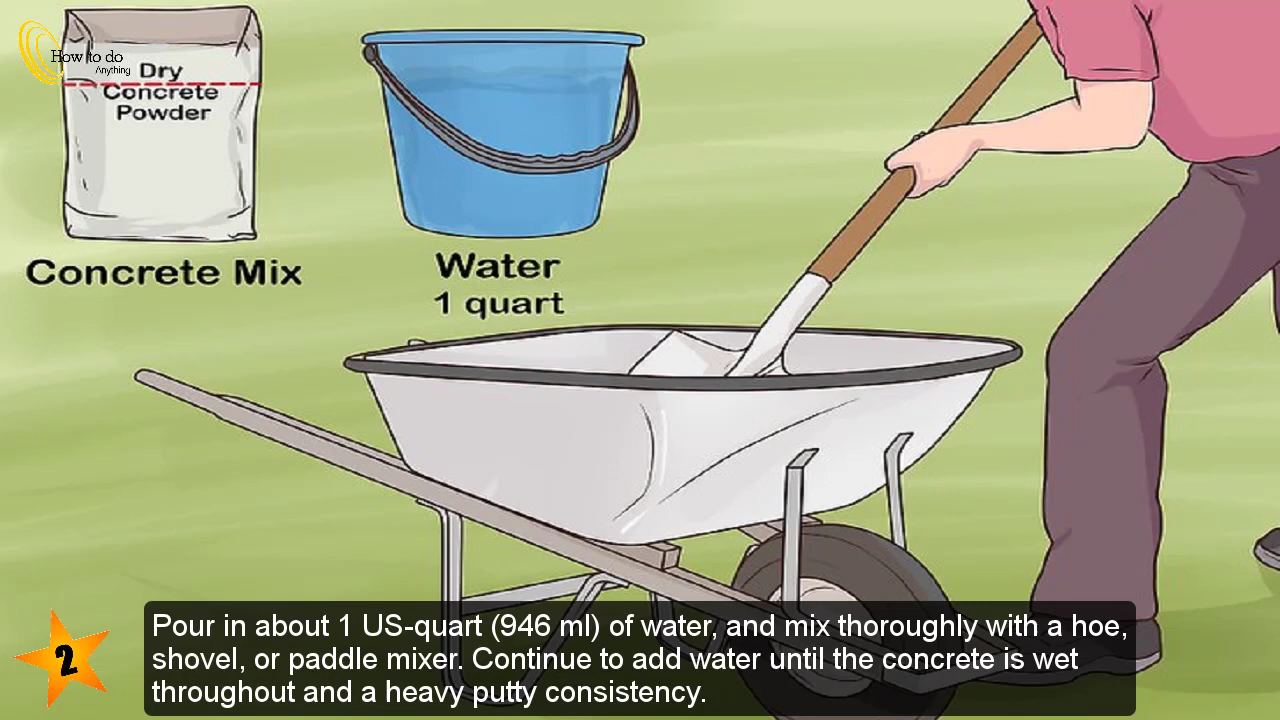 How to do
Anything
Dry
Concrete
Powder
Concrete Mix
Water
1 quart
2
Pour in about 1 US-quart (946 ml) of water, and mix thoroughly with a hoe,
shovel, or paddle mixer. Continue to add water until the concrete is wet
throughout and a heavy putty consistency.